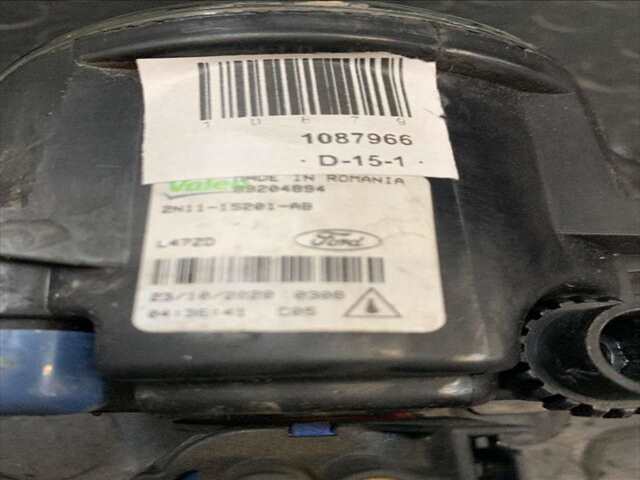 1087966
· D-15-1 ·
Valeo
MADE IN ROMANIA
89204894
2N11-15201-AB
L47ZD
Ford
23/10/2020 0308
04:36:41 C05